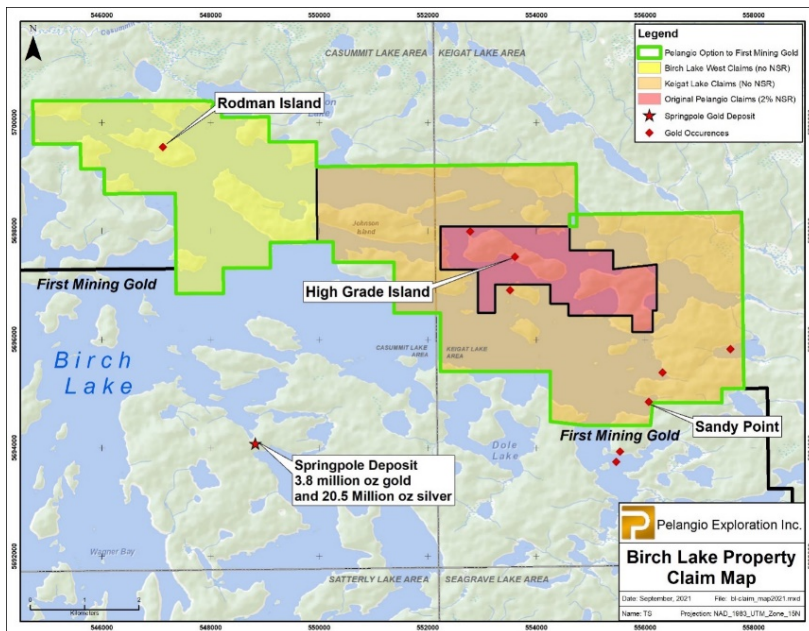 546000 548000 550000 552000 554000 556000 558000
N
CASUMMIT LAKE AREA
KEIGAT LAKE AREA
Legend
Pelangio Option to First Mining Gold
Birch Lake West Claims (no NSR)
Keigat Lake Claims (No NSR)
Original Pelangio Claims (2% NSR)
Springpole Gold Deposit
Gold Occurences
Rodman Island
Lake
5700000
5698000
5696000
5694000
5692000
Johnson
Island
First Mining Gold
High Grade Island
CASUMMIT LAKE
AREA
KEIGAT LAKE
AREA
Birch
Lake
Sandy Point
First Mining Gold
Dole
Lake
Springpole Deposit
3.8 million oz gold
and 20.5 Million oz silver
Wagner Bay
SATTERLY LAKE AREA
SEAGRAVE LAKE AREA
0 1 2
Kilometers
Pelangio Exploration Inc.
Birch Lake Property
Claim Map
Date: September, 2021 File: bl-claim_map2021.mxd
Name: TS Projection: NAD_1983_UTM_Zone_15N
546000 548000 550000 552000 554000 556000 558000